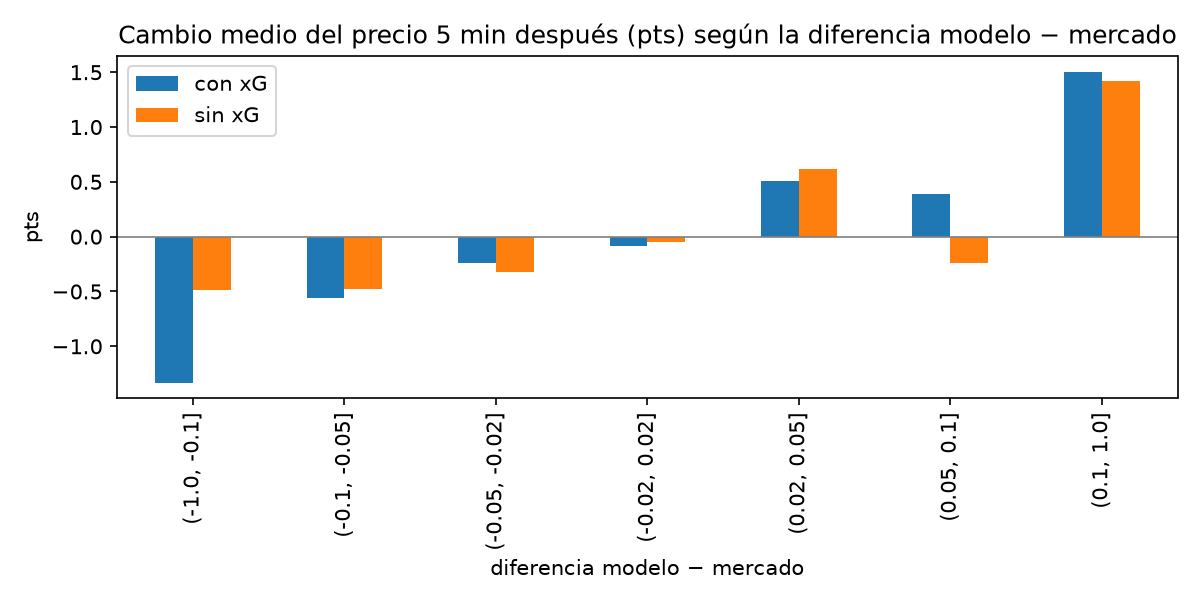 Cambio medio del precio 5 min después (pts) según la diferencia modelo − mercado
con xG
sin xG
1.5
1.0
0.5
0.0
−0.5
−1.0
pts
(-1.0, -0.1]
(-0.1, -0.05]
(-0.05, -0.02]
(-0.02, 0.02]
(0.02, 0.05]
(0.05, 0.1]
(0.1, 1.0]
diferencia modelo − mercado